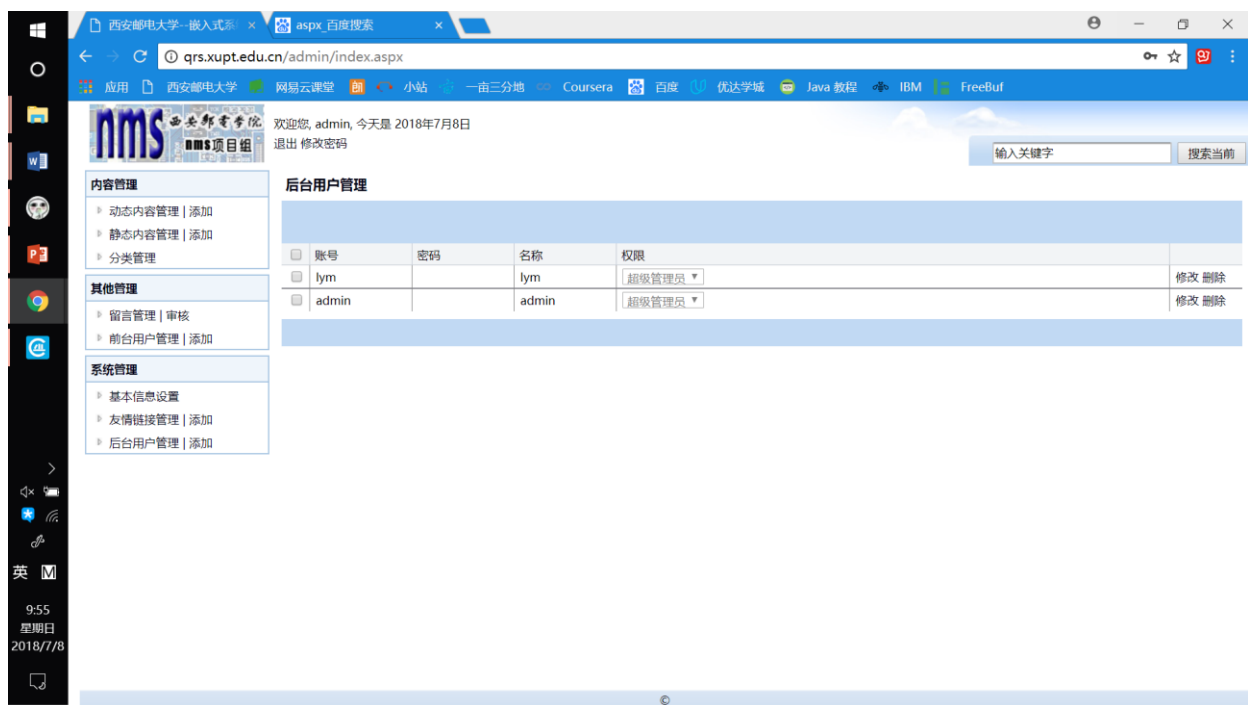 西安邮电大学--嵌入式系
aspx_百度搜索
qrs.xupt.edu.cn/admin/index.aspx
应用 西安邮电大学 网易云课堂 小站 一亩三分地 Coursera 百度 优达学城 Java 教程 IBM FreeBuf
nms
nms项目组
欢迎您, admin, 今天是 2018年7月8日
退出 修改密码
输入关键字 搜索当前
内容管理
动态内容管理 | 添加
静态内容管理 | 添加
分类管理
其他管理
留言管理 | 审核
前台用户管理 | 添加
系统管理
基本信息设置
友情链接管理 | 添加
后台用户管理 | 添加
后台用户管理
账号 密码 名称 权限
lym lym 超级管理员 修改 删除
admin admin 超级管理员 修改 删除
©
英 M
9:55
星期日
2018/7/8